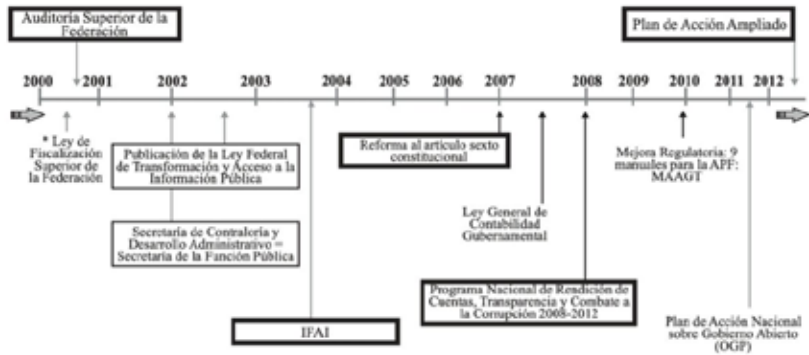 Auditoría Superior de la
Federación
Plan de Acción Ampliado
2000 2001 2002 2003 2004 2005 2006 2007 2008 2009 2010 2011 2012
* Ley de
Fiscalización
Superior de
la Federación
Publicación de la Ley Federal
de Transformación y Acceso a la
Información Pública
Secretaría de Contraloría y
Desarrollo Administrativo =
Secretaría de la Función Pública
IFAI
Reforma al artículo sexto
constitucional
Ley General de
Contabilidad
Gubernamental
Programa Nacional de Rendición de
Cuentas, Transparencia y Combate a
la Corrupción 2008-2012
Mejora Regulatoria: 9
manuales para la APF:
MAAGT
Plan de Acción Nacional
sobre Gobierno Abierto
(OGP)